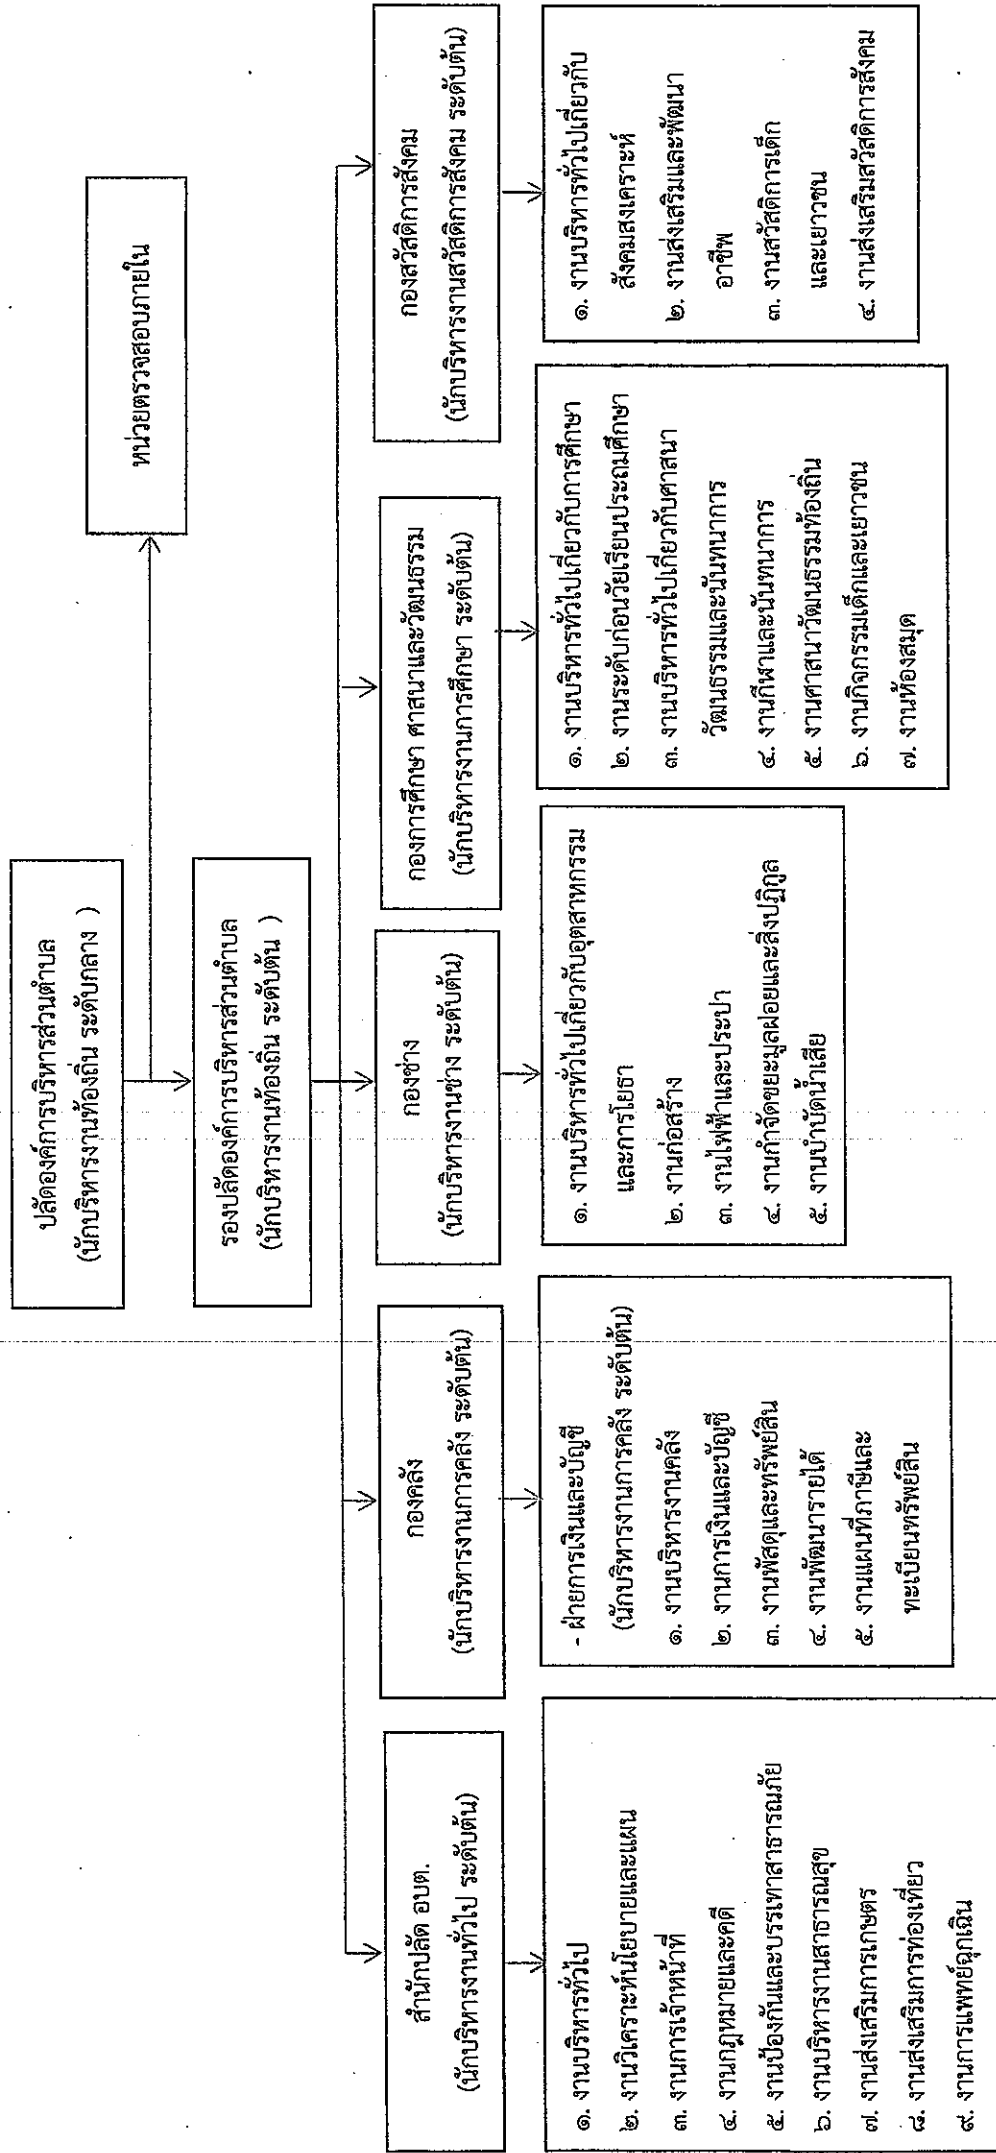 ปลัดองค์การบริหารส่วนตำบล
(นักบริหารงานท้องถิ่น ระดับกลาง )
หน่วยตรวจสอบภายใน
รองปลัดองค์การบริหารส่วนตำบล
(นักบริหารงานท้องถิ่น ระดับต้น )
สำนักปลัด อบต.
(นักบริหารงานทั่วไป ระดับต้น)
กองคลัง
(นักบริหารงานการคลัง ระดับต้น)
กองช่าง
(นักบริหารงานช่าง ระดับต้น)
กองการศึกษา ศาสนาและวัฒนธรรม
(นักบริหารงานการศึกษา ระดับต้น)
กองสวัสดิการสังคม
(นักบริหารงานสวัสดิการสังคม ระดับต้น)
๑. งานบริหารทั่วไป
๒. งานวิเคราะห์นโยบายและแผน
๓. งานการเจ้าหน้าที่
๔. งานกฎหมายและคดี
๕. งานป้องกันและบรรเทาสาธารณภัย
๖. งานบริหารงานสาธารณสุข
๗. งานส่งเสริมการเกษตร
๘. งานส่งเสริมการท่องเที่ยว
๙. งานการแพทย์ฉุกเฉิน
- ฝ่ายการเงินและบัญชี
(นักบริหารงานการคลัง ระดับต้น)
๑. งานบริหารงานคลัง
๒. งานการเงินและบัญชี
๓. งานพัสดุและทรัพย์สิน
๔. งานพัฒนารายได้
๕. งานแผนที่ภาษีและ
ทะเบียนทรัพย์สิน
๑. งานบริหารทั่วไปเกี่ยวกับอุตสาหกรรม
และการโยธา
๒. งานก่อสร้าง
๓. งานไฟฟ้าและประปา
๔. งานกำจัดขยะมูลฝอยและสิ่งปฏิกูล
๕. งานบำบัดน้ำเสีย
๑. งานบริหารทั่วไปเกี่ยวกับการศึกษา
๒. งานระดับก่อนวัยเรียนประถมศึกษา
๓. งานบริหารทั่วไปเกี่ยวกับศาสนา
วัฒนธรรมและนันทนาการ
๔. งานกีฬาและนันทนาการ
๕. งานศาสนาวัฒนธรรมท้องถิ่น
๖. งานกิจกรรมเด็กและเยาวชน
๗. งานห้องสมุด
๑. งานบริหารทั่วไปเกี่ยวกับ
สังคมสงเคราะห์
๒. งานส่งเสริมและพัฒนา
อาชีพ
๓. งานสวัสดิการเด็ก
และเยาวชน
๔. งานส่งเสริมสวัสดิการสังคม